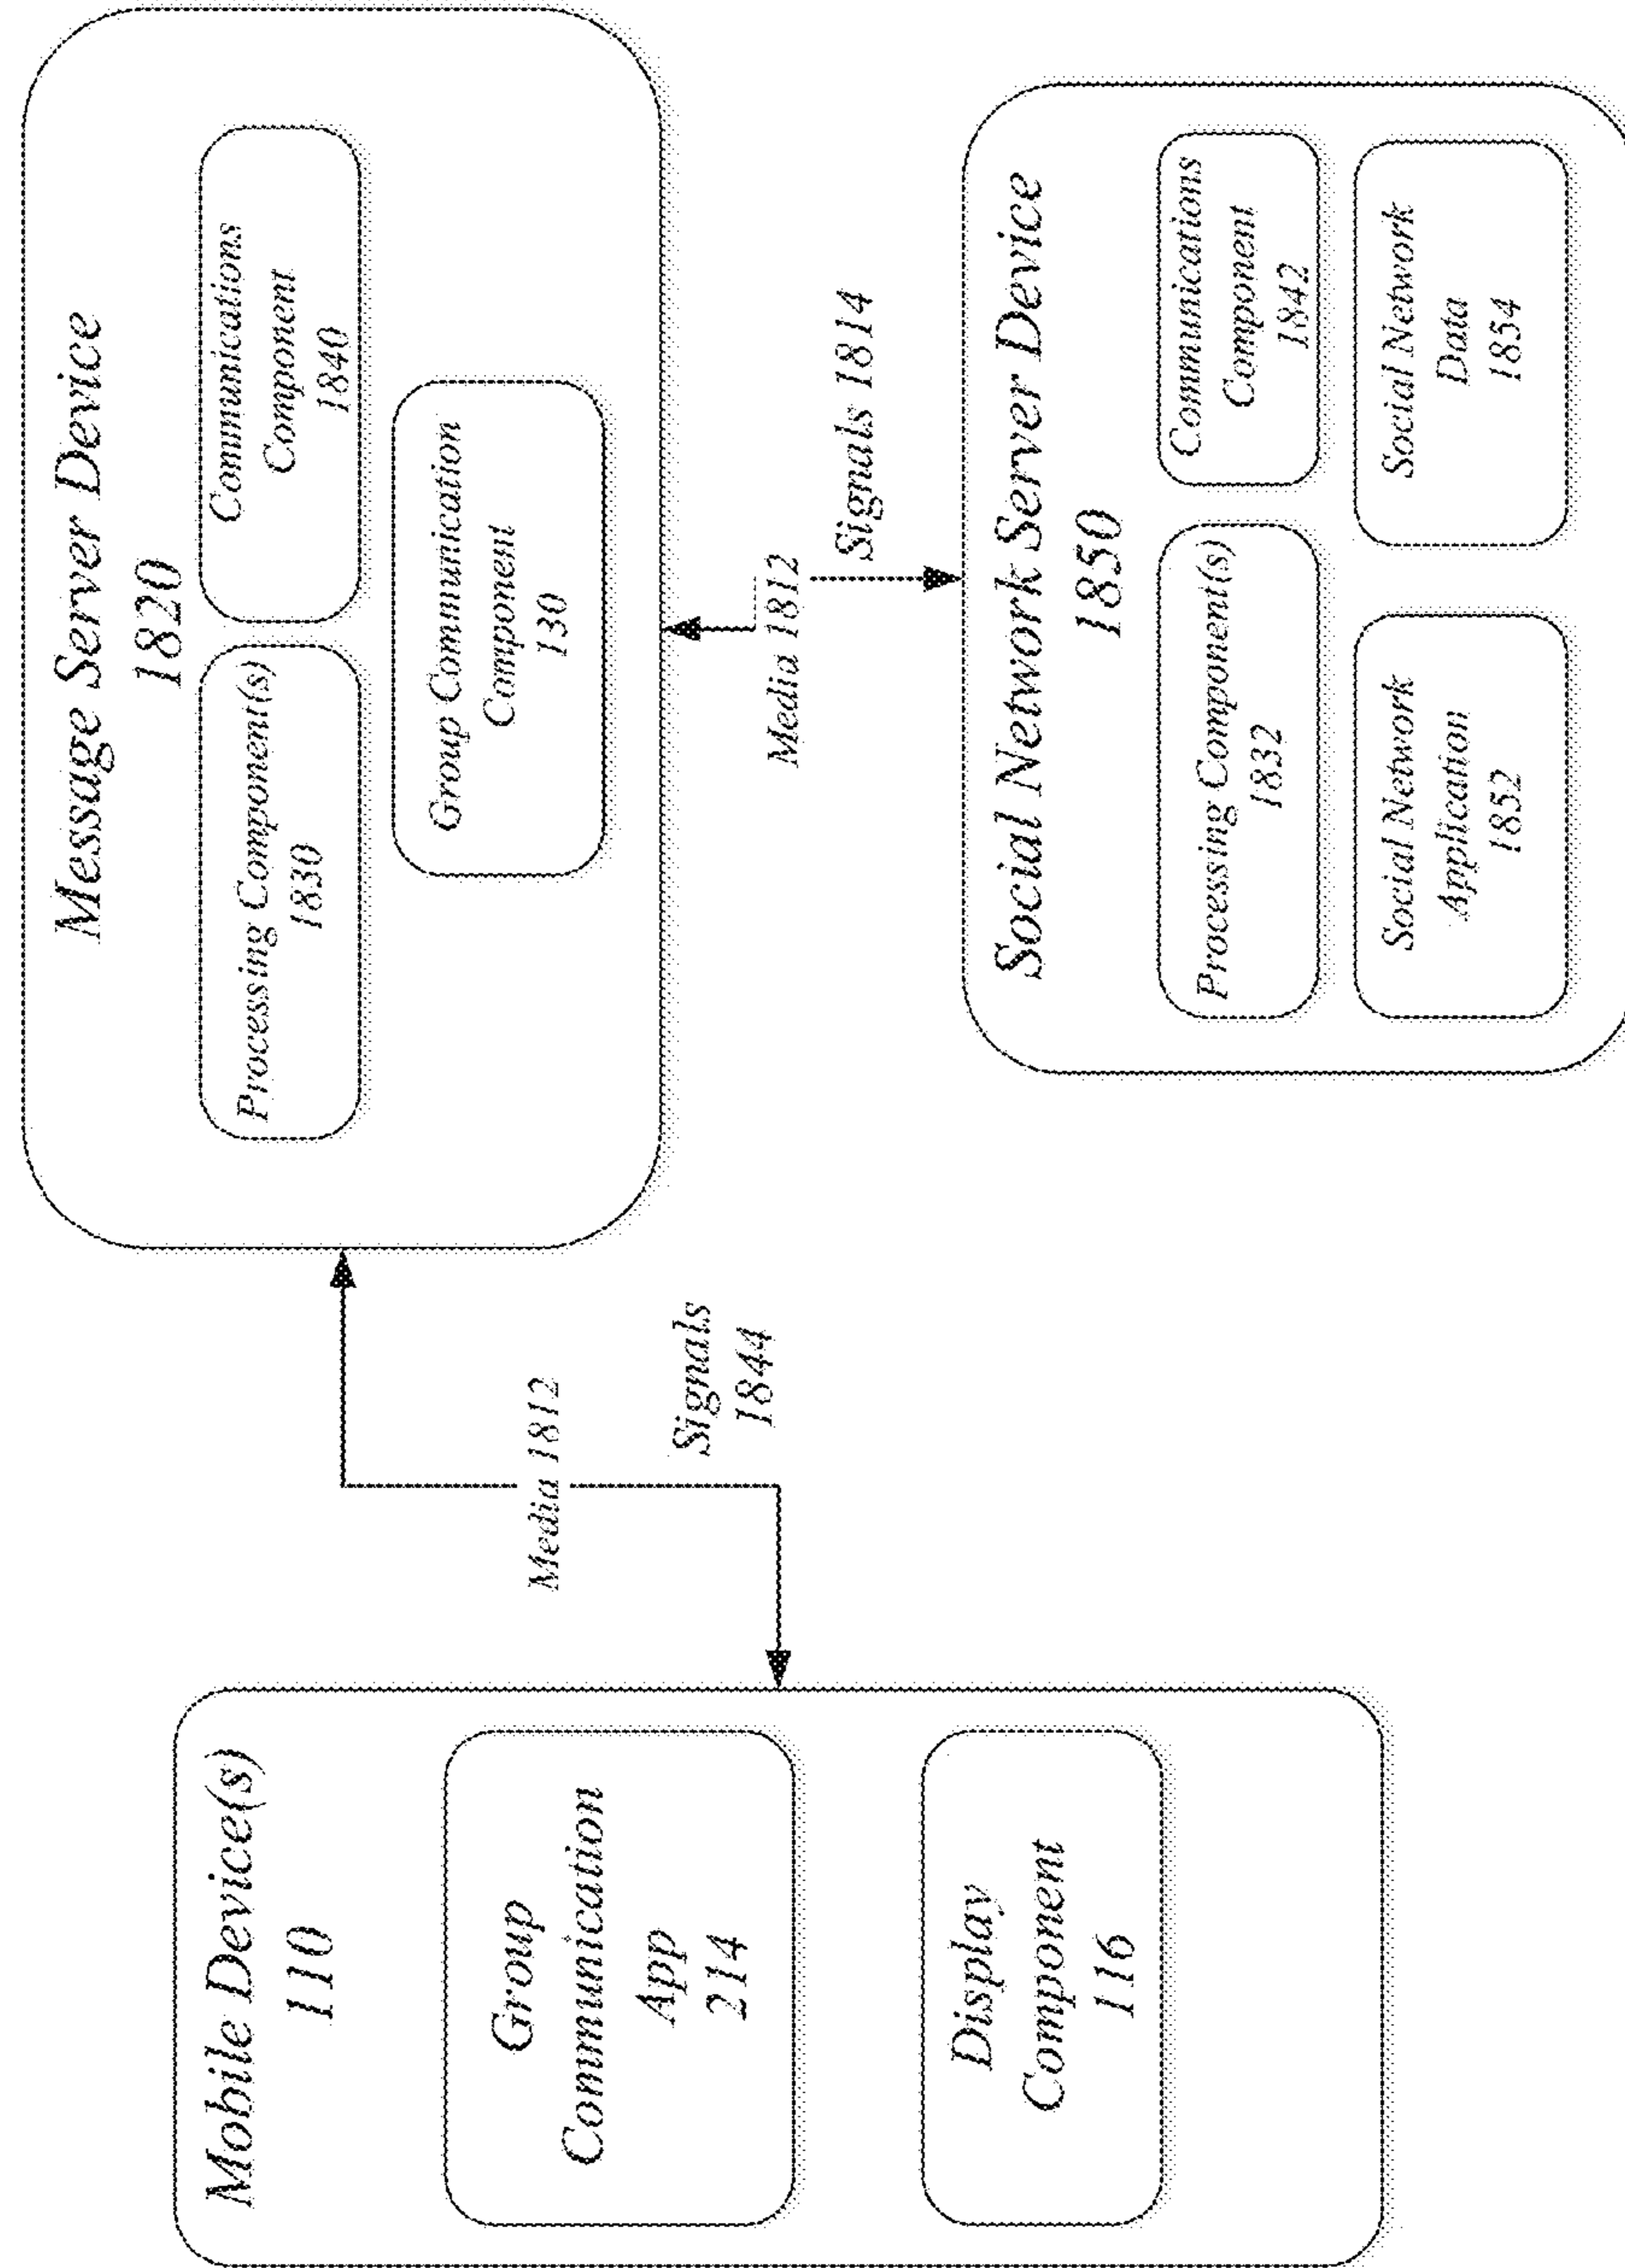 Mobile Device(s)
110
Group
Communication
App
214
Display
Component
116
Media 1812
Signals
1844
Message Server Device
1820
Processing Component(s)
1830
Communications
Component
1840
Group Communication
Component
130
Media 1812
Signals 1814
Social Network Server Device
1850
Processing Component(s)
1832
Communications
Component
1842
Social Network
Application
1852
Social Network
Data
1854